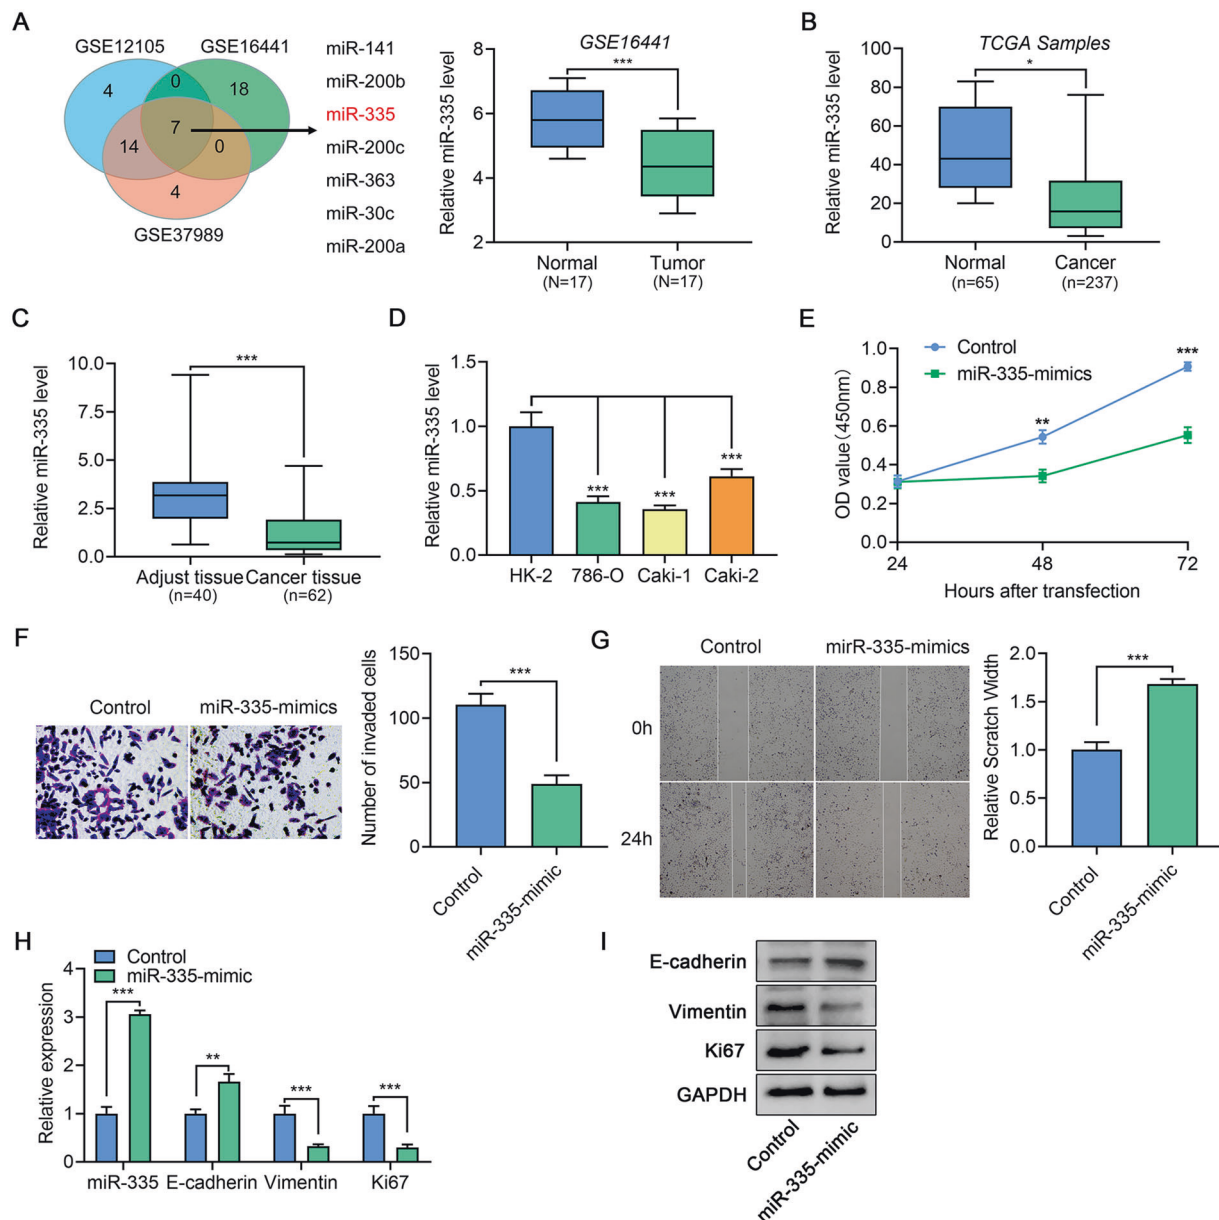 A
GSE12105
GSE16441
4
0
18
7
14
0
4
GSE37989
miR-141
miR-200b
miR-335
miR-200c
miR-363
miR-30c
miR-200a
GSE16441
***
Relative miR-335 level
8
6
4
2
Normal
(N=17)
Tumor
(N=17)
B
TCGA Samples
*
Relative miR-335 level
100
80
60
40
20
0
Normal
(n=65)
Cancer
(n=237)
C
***
Relative miR-335 level
10.0
7.5
5.0
2.5
0.0
Adjust tissue
(n=40)
Cancer tissue
(n=62)
D
Relative miR-335 level
1.5
1.0
0.5
0.0
***
***
***
HK-2
786-O
Caki-1
Caki-2
E
Control
miR-335-mimics
OD value(450nm)
1.0
0.8
0.6
0.4
0.2
0.0
**
***
24
48
72
Hours after transfection
F
Control
miR-335-mimics
Number of invaded cells
150
100
50
0
***
Control
miR-335-mimic
G
Control
mirR-335-mimics
0h
24h
Relative Scratch Width
2.0
1.5
1.0
0.5
0.0
***
Control
miR-335-mimic
H
Control
miR-335-mimic
Relative expression
4
3
2
1
0
***
**
***
***
miR-335
E-cadherin
Vimentin
Ki67
I
E-cadherin
Vimentin
Ki67
GAPDH
Control
miR-335-mimic